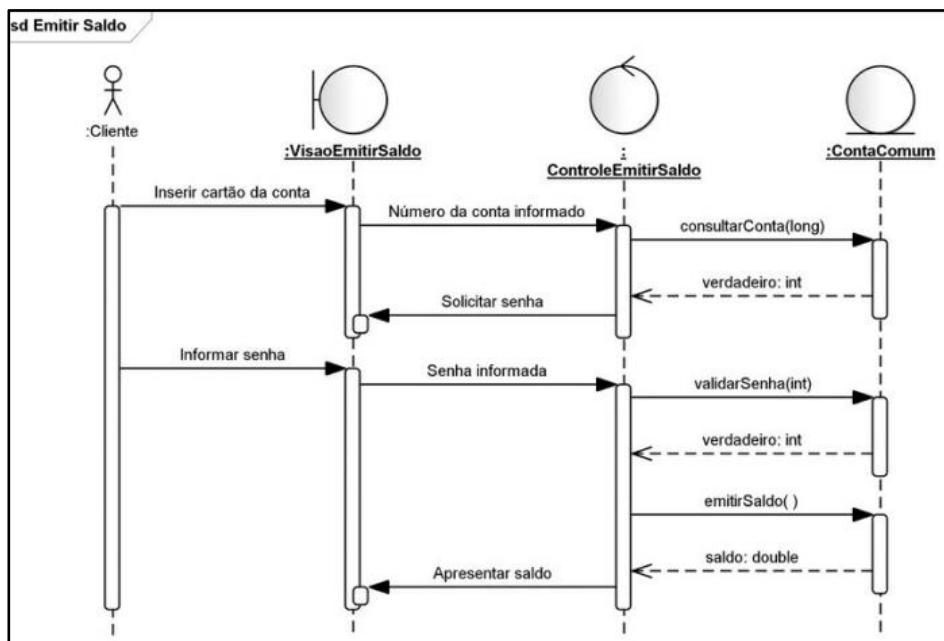 sd Emitir Saldo
:Cliente
:VisaoEmitirSaldo
:
ControleEmitirSaldo
:ContaComum
Inserir cartão da conta
Número da conta informado
consultarConta(long)
verdadeiro: int
Solicitar senha
Informar senha
Senha informada
validarSenha(int)
verdadeiro: int
emitirSaldo( )
saldo: double
Apresentar saldo